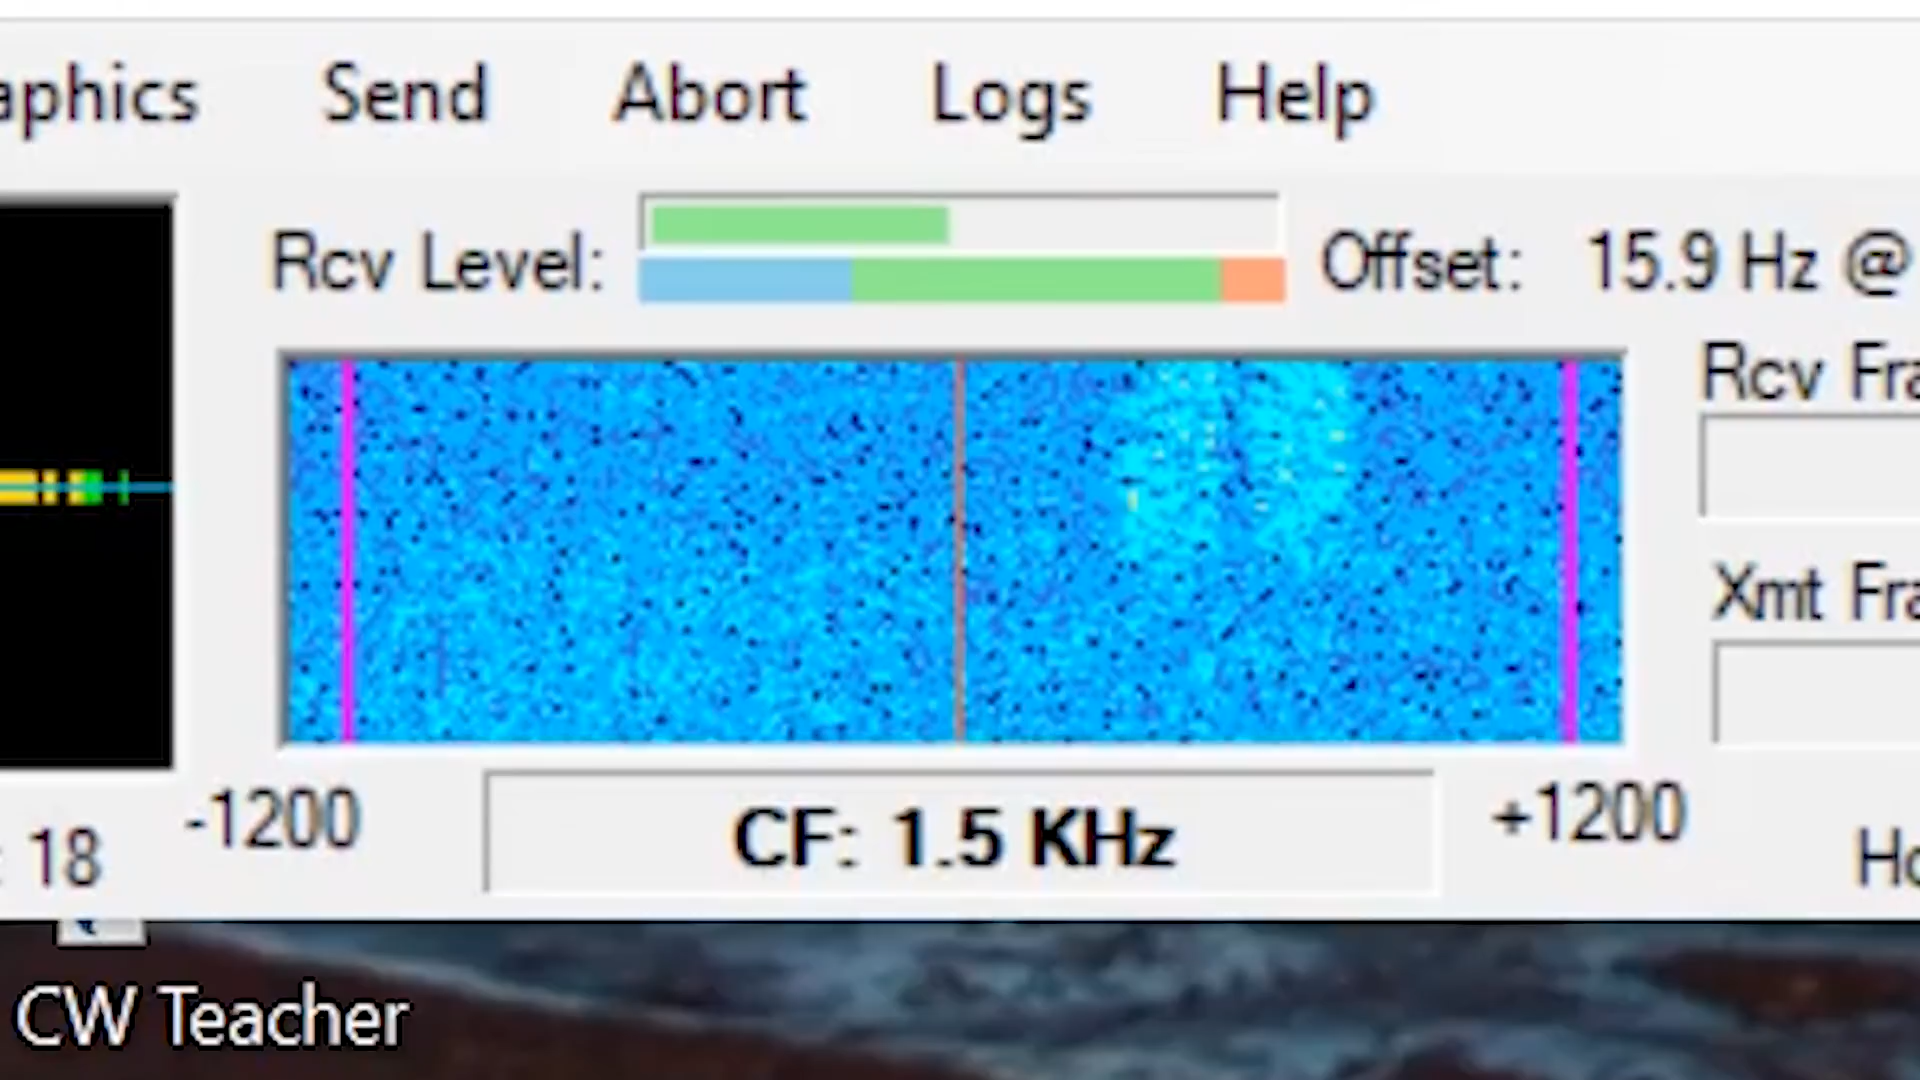 aphics Send Abort Logs Help
Rcv Level: Offset: 15.9 Hz @
Rcv Fra
Xmt Fra
-1200 CF: 1.5 KHz +1200
: 18 Ho
CW Teacher